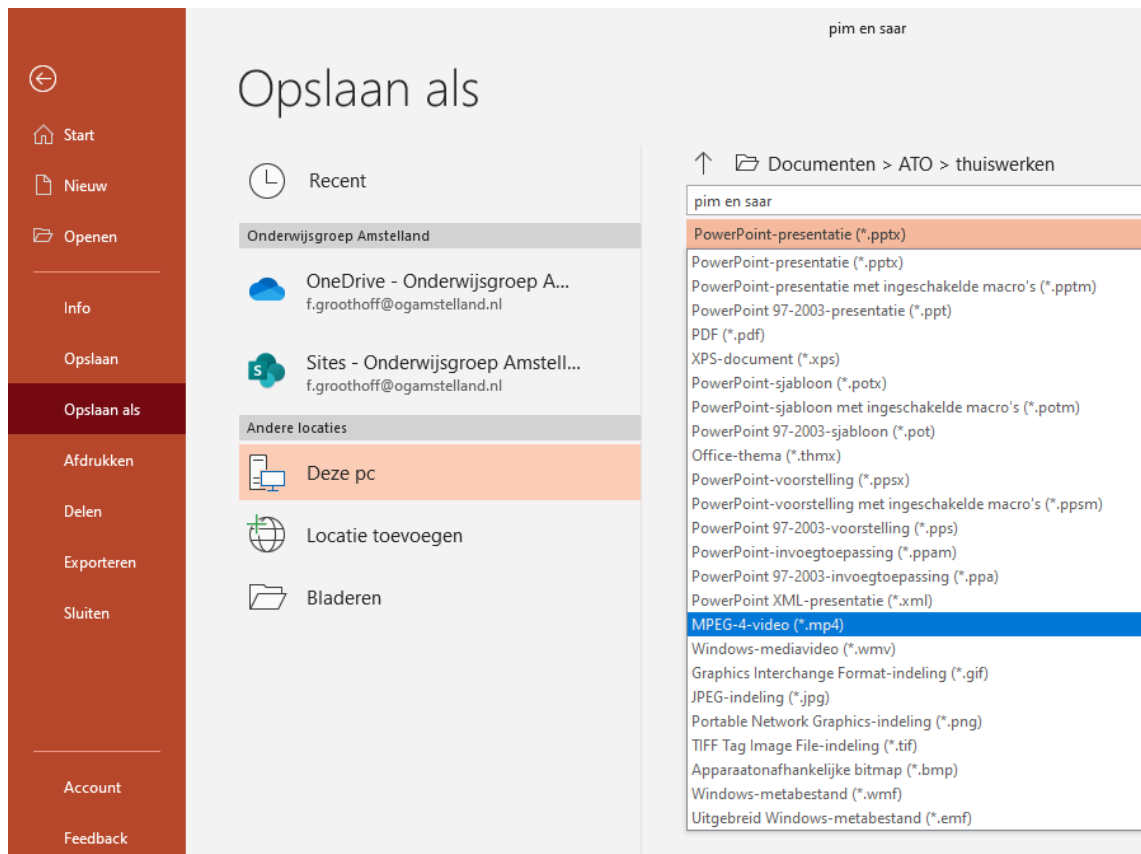 pim en saar
Opslaan als
Start
Nieuw
Openen
Info
Opslaan
Opslaan als
Afdrukken
Delen
Exporteren
Sluiten
Account
Feedback
Recent
Onderwijsgroep Amstelland
OneDrive - Onderwijsgroep A...
f.groothoff@ogamstelland.nl
S
Sites - Onderwijsgroep Amstell...
f.groothoff@ogamstelland.nl
Andere locaties
Deze pc
Locatie toevoegen
Bladeren
Documenten > ATO > thuiswerken
pim en saar
PowerPoint-presentatie (*.pptx)
PowerPoint-presentatie (*.pptx)
PowerPoint-presentatie met ingeschakelde macro's (*.pptm)
PowerPoint 97-2003-presentatie (*.ppt)
PDF (*.pdf)
XPS-document (*.xps)
PowerPoint-sjabloon (*.potx)
PowerPoint-sjabloon met ingeschakelde macro's (*.potm)
PowerPoint 97-2003-sjabloon (*.pot)
Office-thema (*.thmx)
PowerPoint-voorstelling (*.ppsx)
PowerPoint-voorstelling met ingeschakelde macro's (*.ppsm)
PowerPoint 97-2003-voorstelling (*.pps)
PowerPoint-invoegtoepassing (*.ppam)
PowerPoint 97-2003-invoegtoepassing (*.ppa)
PowerPoint XML-presentatie (*.xml)
MPEG-4-video (*.mp4)
Windows-mediavideo (*.wmv)
Graphics Interchange Format-indeling (*.gif)
JPEG-indeling (*.jpg)
Portable Network Graphics-indeling (*.png)
TIFF Tag Image File-indeling (*.tif)
Apparaatonafhankelijke bitmap (*.bmp)
Windows-metabestand (*.wmf)
Uitgebreid Windows-metabestand (*.emf)